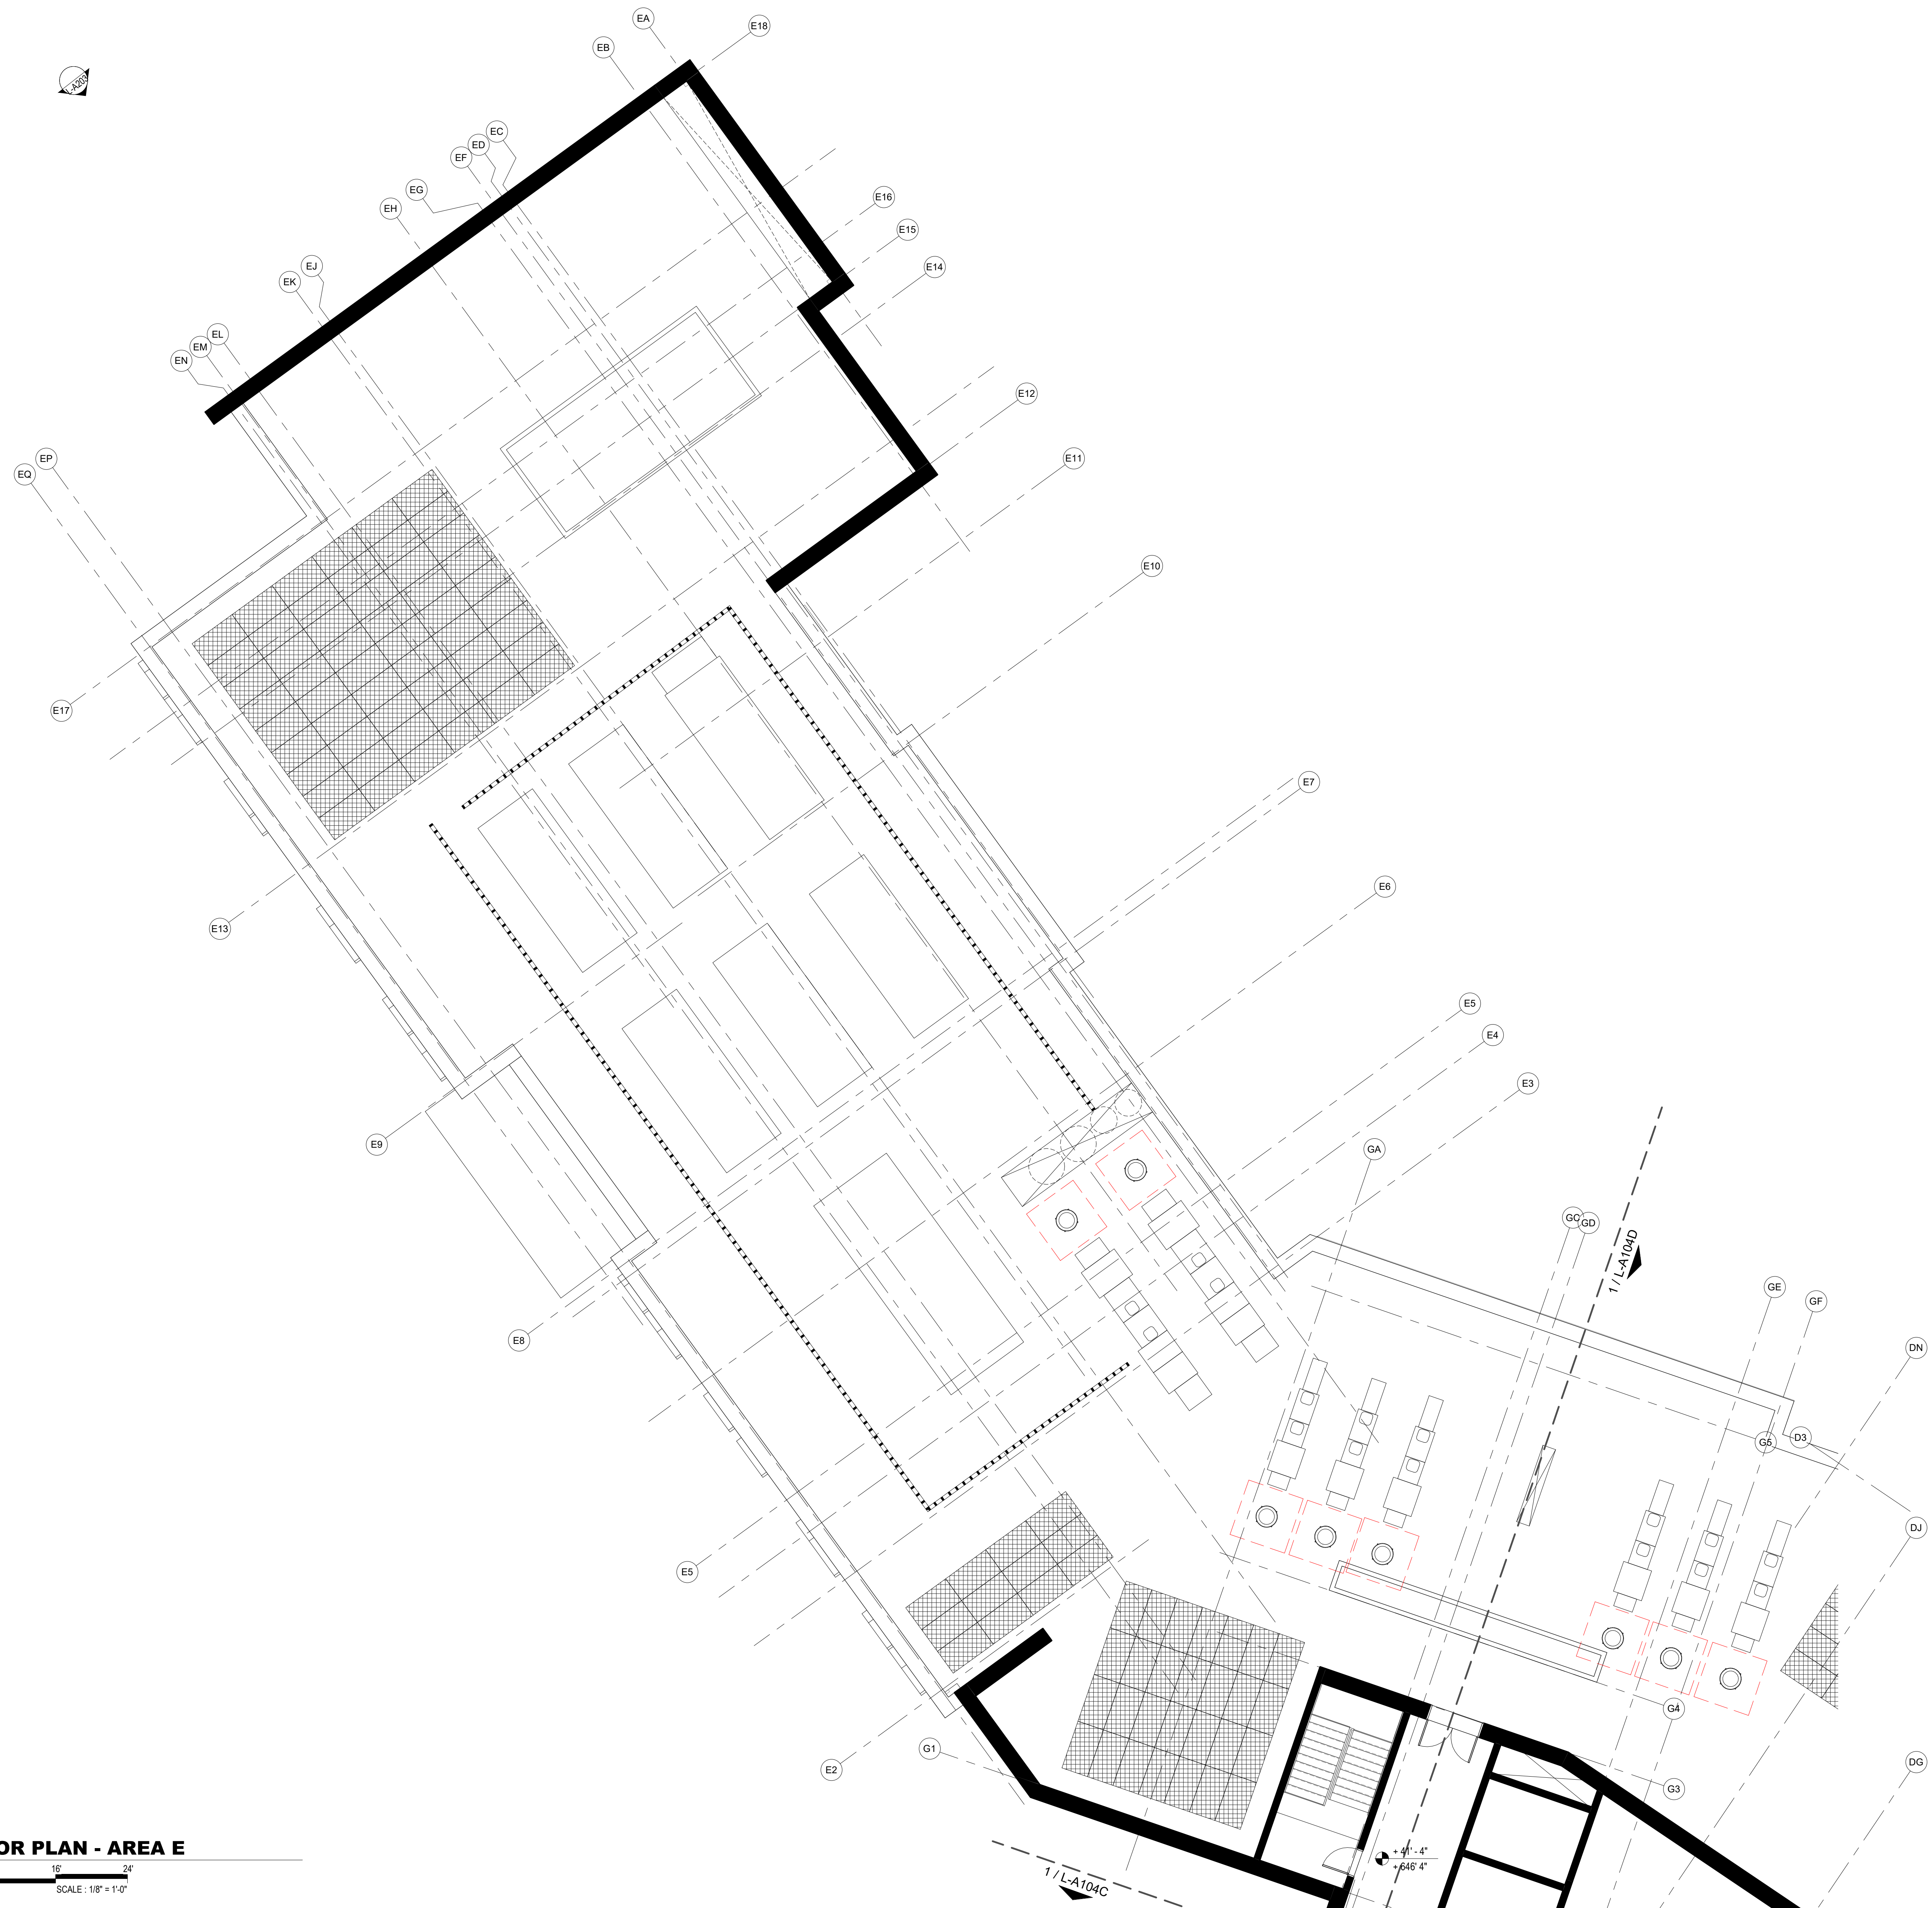 EA
E18
EB
L-A203
EC
ED
EF
EG
E16
EH
E15
EJ
E14
EK
EL
EM
EN
E12
E11
EP
EQ
E10
E17
E7
E6
E13
E5
E4
E3
E9
GA
GC
GD
1 / L-A104D
GE
GF
E8
DN
D3
G5
DJ
E5
G4
G1
DG
E2
G3
OR PLAN - AREA E
16'
24'
SCALE : 1/8" = 1'-0"
+ 41' - 4"
+ 646' 4"
1 / L-A104C